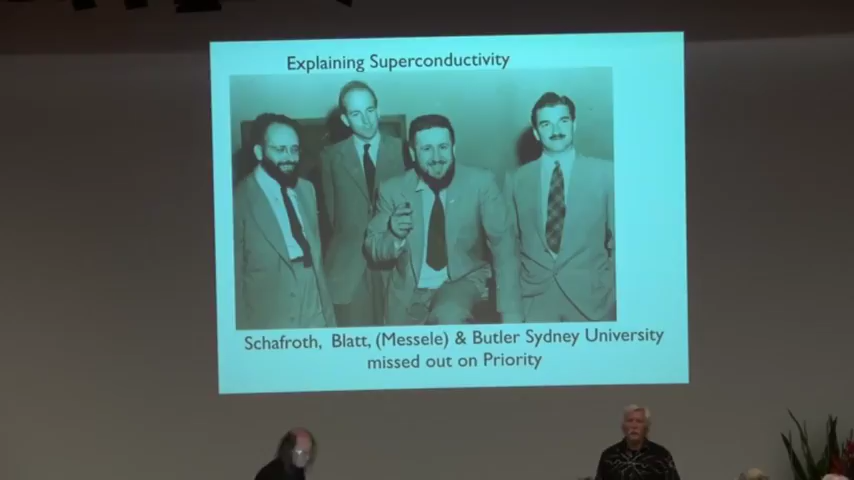 Explaining Superconductivity
Schafroth, Blatt, (Messele) & Butler Sydney University
missed out on Priority